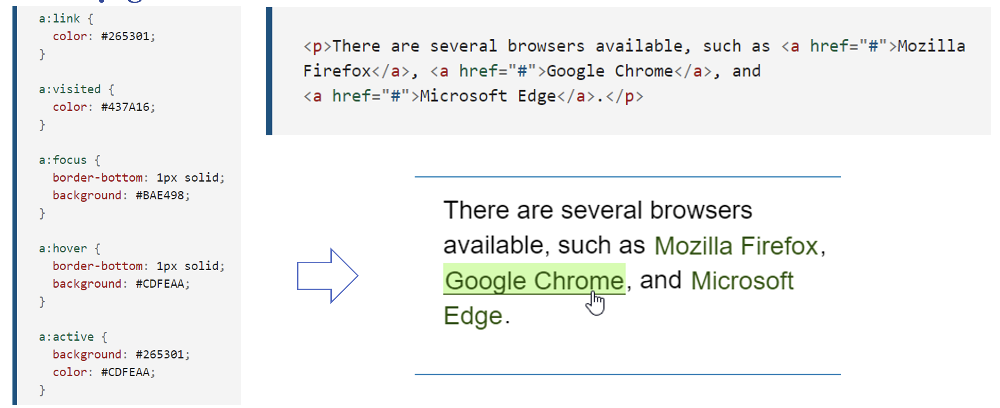 a:link {
  color: #265301;
}
a:visited {
  color: #437A16;
}
a:focus {
  border-bottom: 1px solid;
  background: #BAE498;
}
a:hover {
  border-bottom: 1px solid;
  background: #CDFEAA;
}
a:active {
  background: #265301;
  color: #CDFEAA;
}
<p>There are several browsers available, such as <a href="#">Mozilla
Firefox</a>, <a href="#">Google Chrome</a>, and
<a href="#">Microsoft Edge</a>.</p>
There are several browsers
available, such as Mozilla Firefox,
Google Chrome, and Microsoft
Edge.